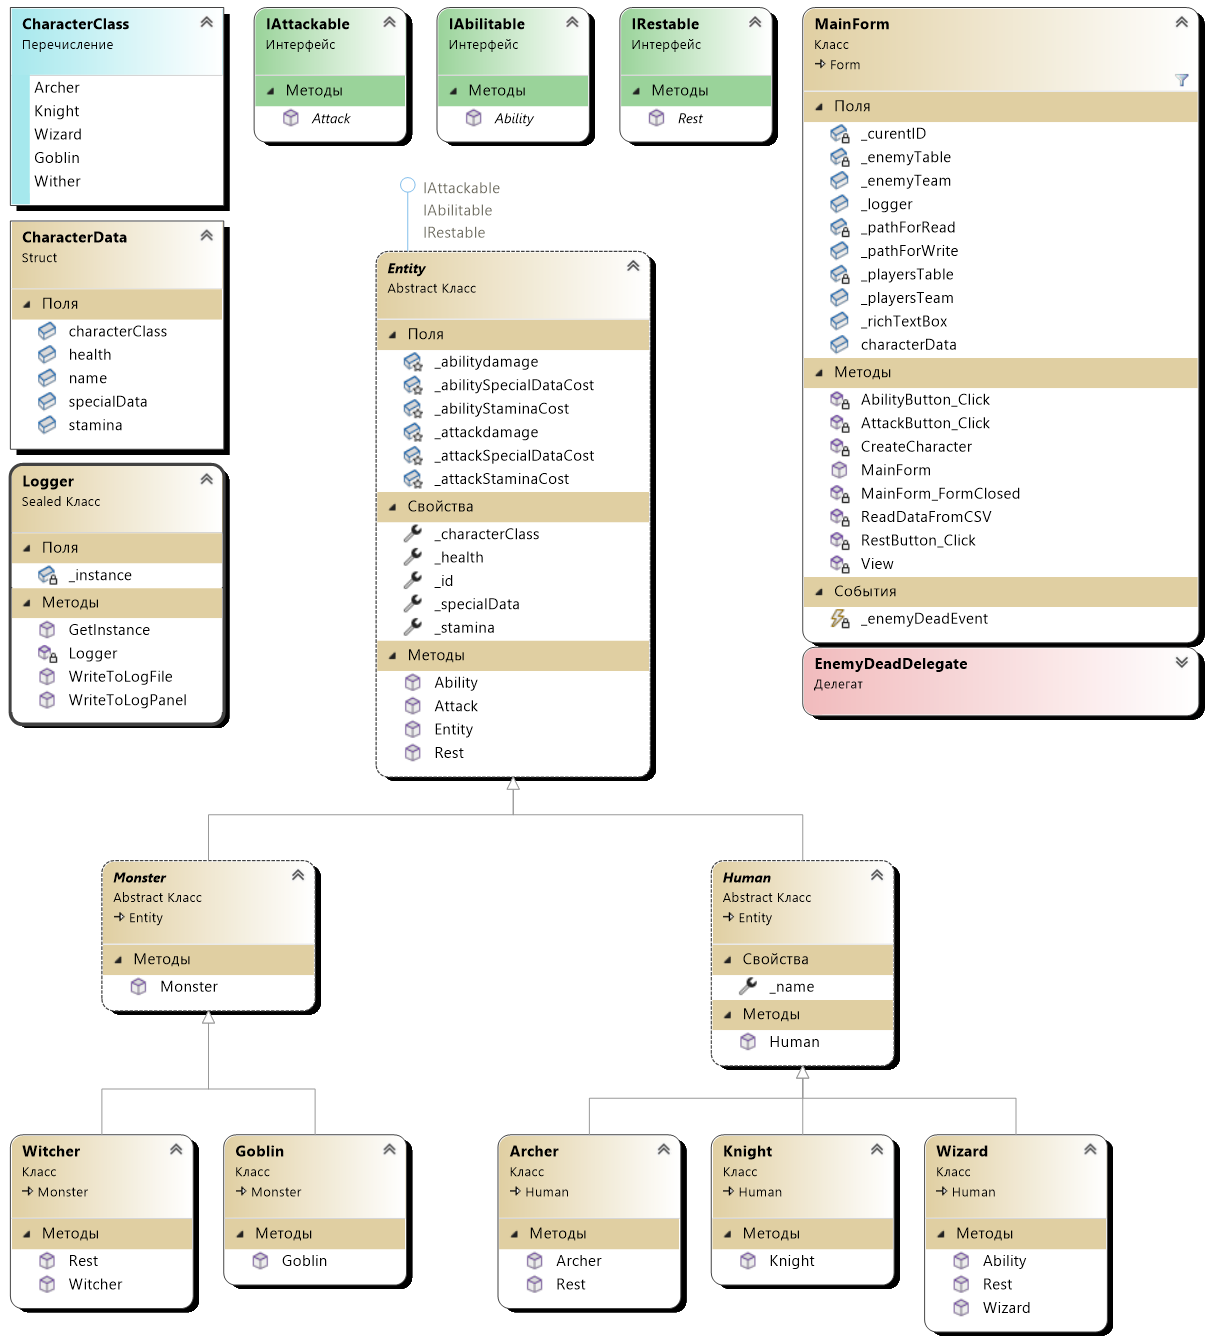 CharacterClass
Перечисление
Archer
Knight
Wizard
Goblin
Wither
IAttackable
Интерфейс
Методы
Attack
IAbilitable
Интерфейс
Методы
Ability
IRestable
Интерфейс
Методы
Rest
MainForm
Класс
Form
Поля
_curentID
_enemyTable
_enemyTeam
_logger
_pathForRead
_pathForWrite
_playersTable
_playersTeam
_richTextBox
characterData
Методы
AbilityButton_Click
AttackButton_Click
CreateCharacter
MainForm
MainForm_FormClosed
ReadDataFromCSV
RestButton_Click
View
События
_enemyDeadEvent
EnemyDeadDelegate
Делегат
CharacterData
Struct
Поля
characterClass
health
name
specialData
stamina
Logger
Sealed Класс
Поля
_instance
Методы
GetInstance
Logger
WriteToLogFile
WriteToLogPanel
IAttackable
IAbilitable
IRestable
Entity
Abstract Класс
Поля
_abilitydamage
_abilitySpecialDataCost
_abilityStaminaCost
_attackdamage
_attackSpecialDataCost
_attackStaminaCost
Свойства
_characterClass
_health
_id
_specialData
_stamina
Методы
Ability
Attack
Entity
Rest
Monster
Abstract Класс
Entity
Методы
Monster
Human
Abstract Класс
Entity
Свойства
_name
Методы
Human
Witcher
Класс
Monster
Методы
Rest
Witcher
Goblin
Класс
Monster
Методы
Goblin
Archer
Класс
Human
Методы
Archer
Rest
Knight
Класс
Human
Методы
Knight
Wizard
Класс
Human
Методы
Ability
Rest
Wizard